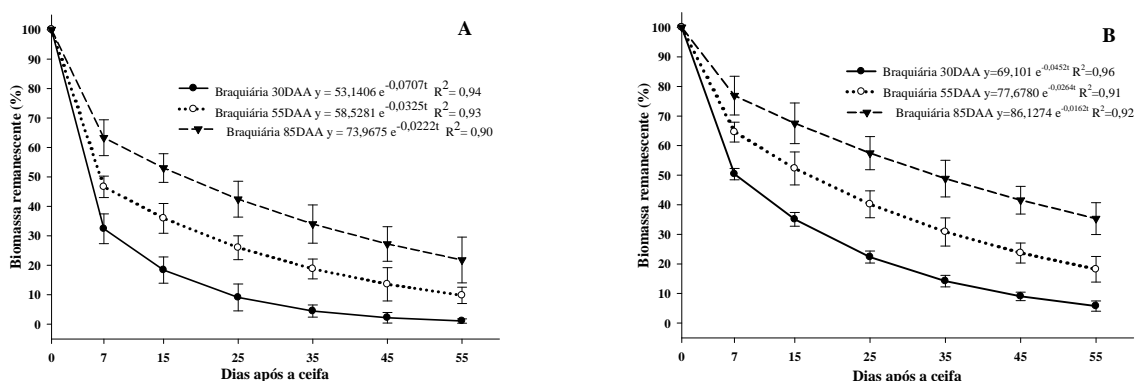 A
100
90
80
70
60
50
40
30
20
10
0
Biomassa remanescente (%)
Braquiária 30DAA y = 53,1406 e-0,0707t R2= 0,94
Braquiária 55DAA y = 58,5281 e-0,0325t R2= 0,93
Braquiária 85DAA y = 73,9675 e-0,0222t R2= 0,90
0 7 15 25 35 45 55
Dias após a ceifa
B
100
90
80
70
60
50
40
30
20
10
0
Biomassa remanescente (%)
Braquiária 30DAA y=69,101 e-0,0452t R2=0,96
Braquiária 55DAA y=77,6780 e-0,0264t R2=0,91
Braquiária 85DAA y=86,1274 e-0,0162t R2=0,92
0 7 15 25 35 45 55
Dias após a ceifa